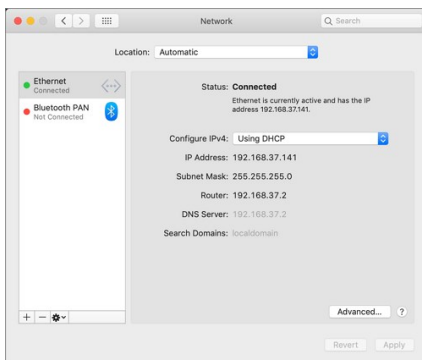 Network
Search
Location: Automatic
Ethernet
Connected
Bluetooth PAN
Not Connected
Status: Connected
Ethernet is currently active and has the IP
address 192.168.37.141.
Configure IPv4: Using DHCP
IP Address: 192.168.37.141
Subnet Mask: 255.255.255.0
Router: 192.168.37.2
DNS Server: 192.168.37.2
Search Domains: localdomain
Advanced... ?
Revert Apply